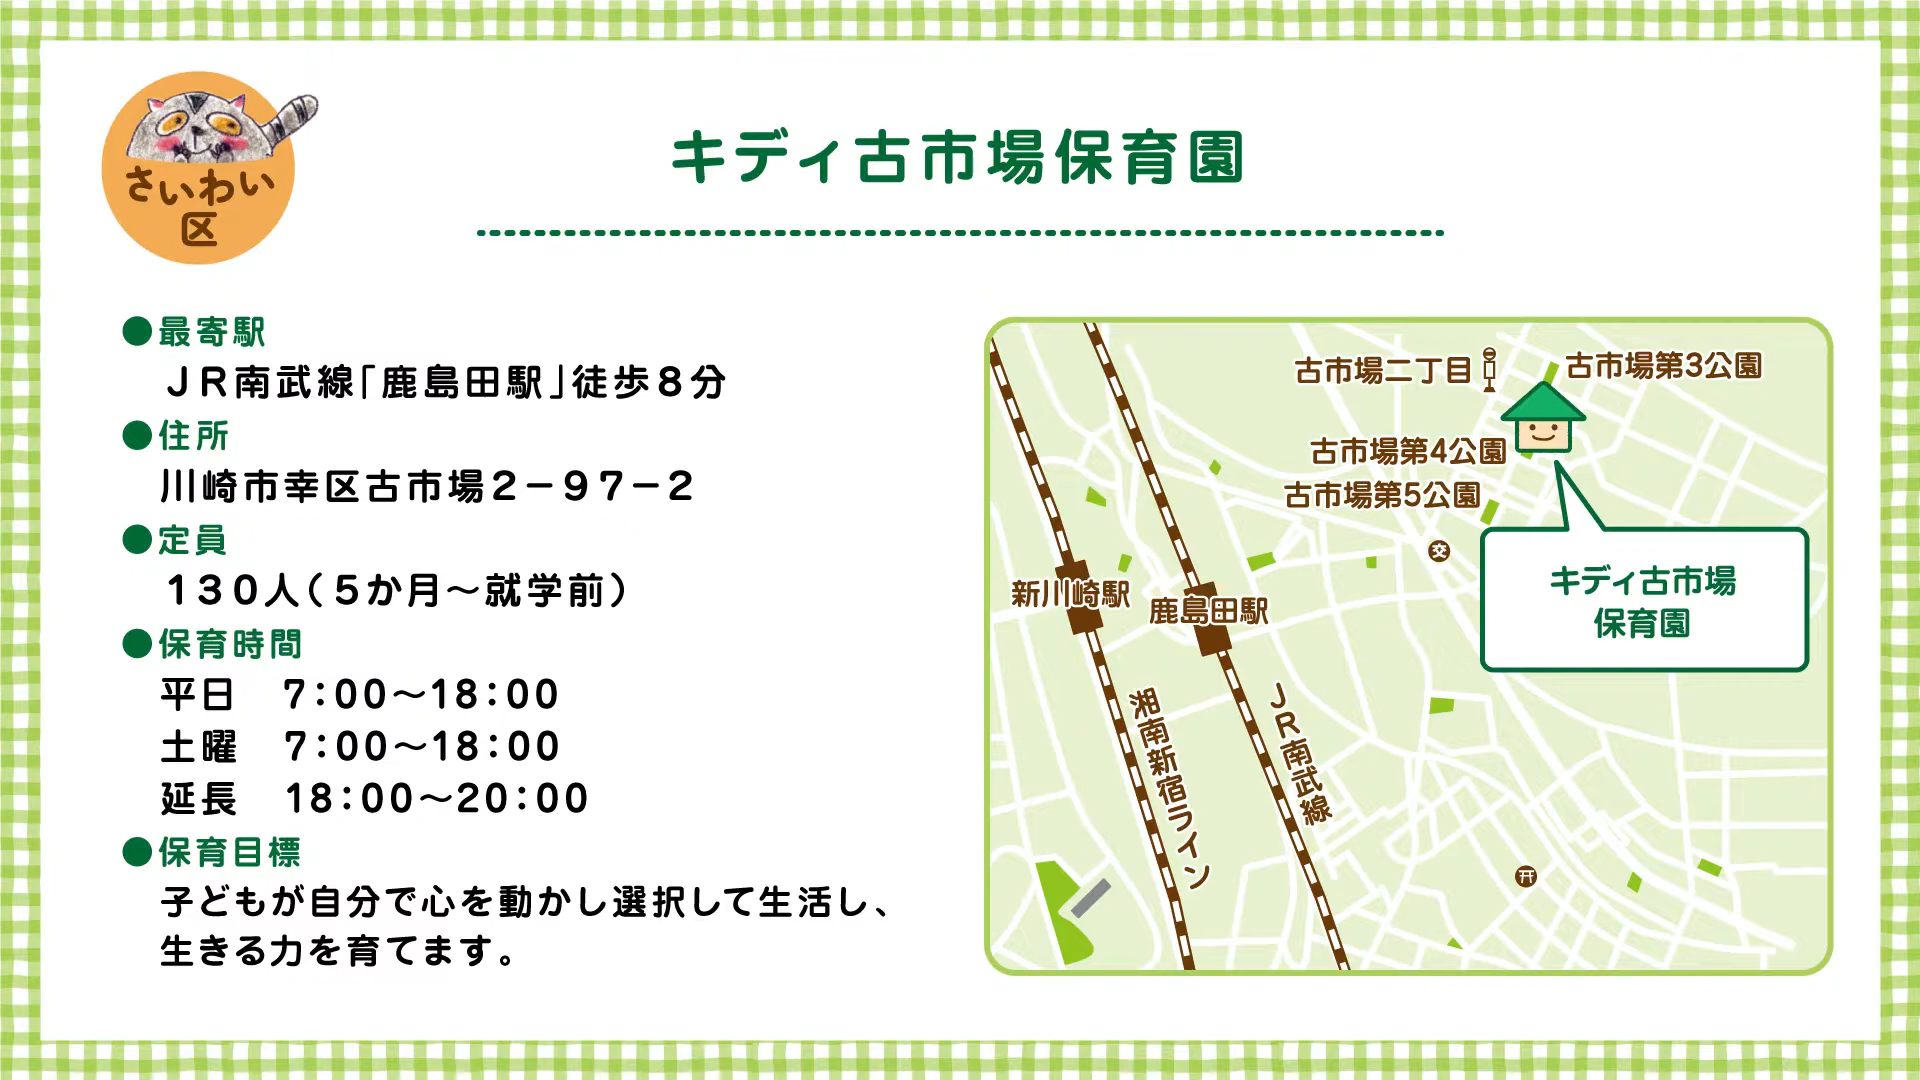 さいわい
区
キディ古市場保育園
●最寄駅
JR南武線「鹿島田駅」徒歩8分
●住所
川崎市幸区古市場2−97−2
●定員
130人（5か月〜就学前）
●保育時間
平日　7：00〜18：00
土曜　7：00〜18：00
延長　18：00〜20：00
●保育目標
子どもが自分で心を動かし選択して生活し、
生きる力を育てます。
古市場二丁目
古市場第3公園
古市場第4公園
古市場第5公園
交
キディ古市場
保育園
新川崎駅
鹿島田駅
湘南新宿ライン
JR南武線